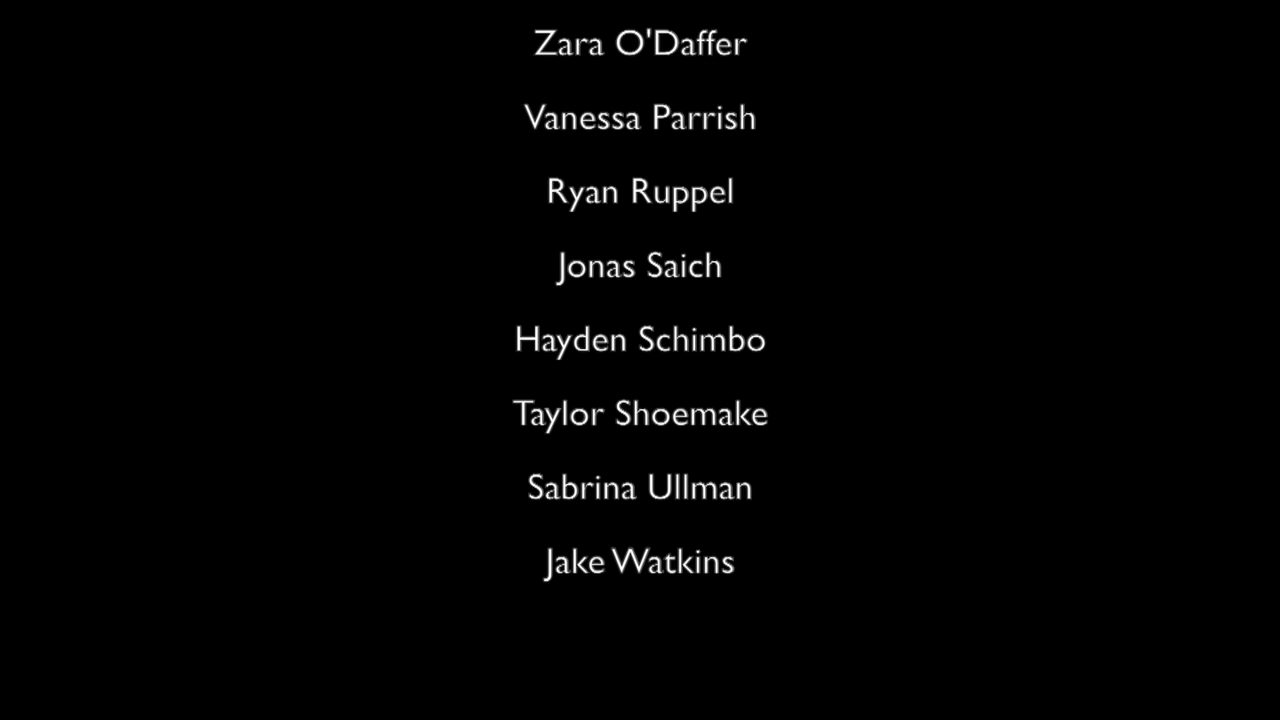 Zara O'Daffer
Vanessa Parrish
Ryan Ruppel
Jonas Saich
Hayden Schimbo
Taylor Shoemake
Sabrina Ullman
Jake Watkins